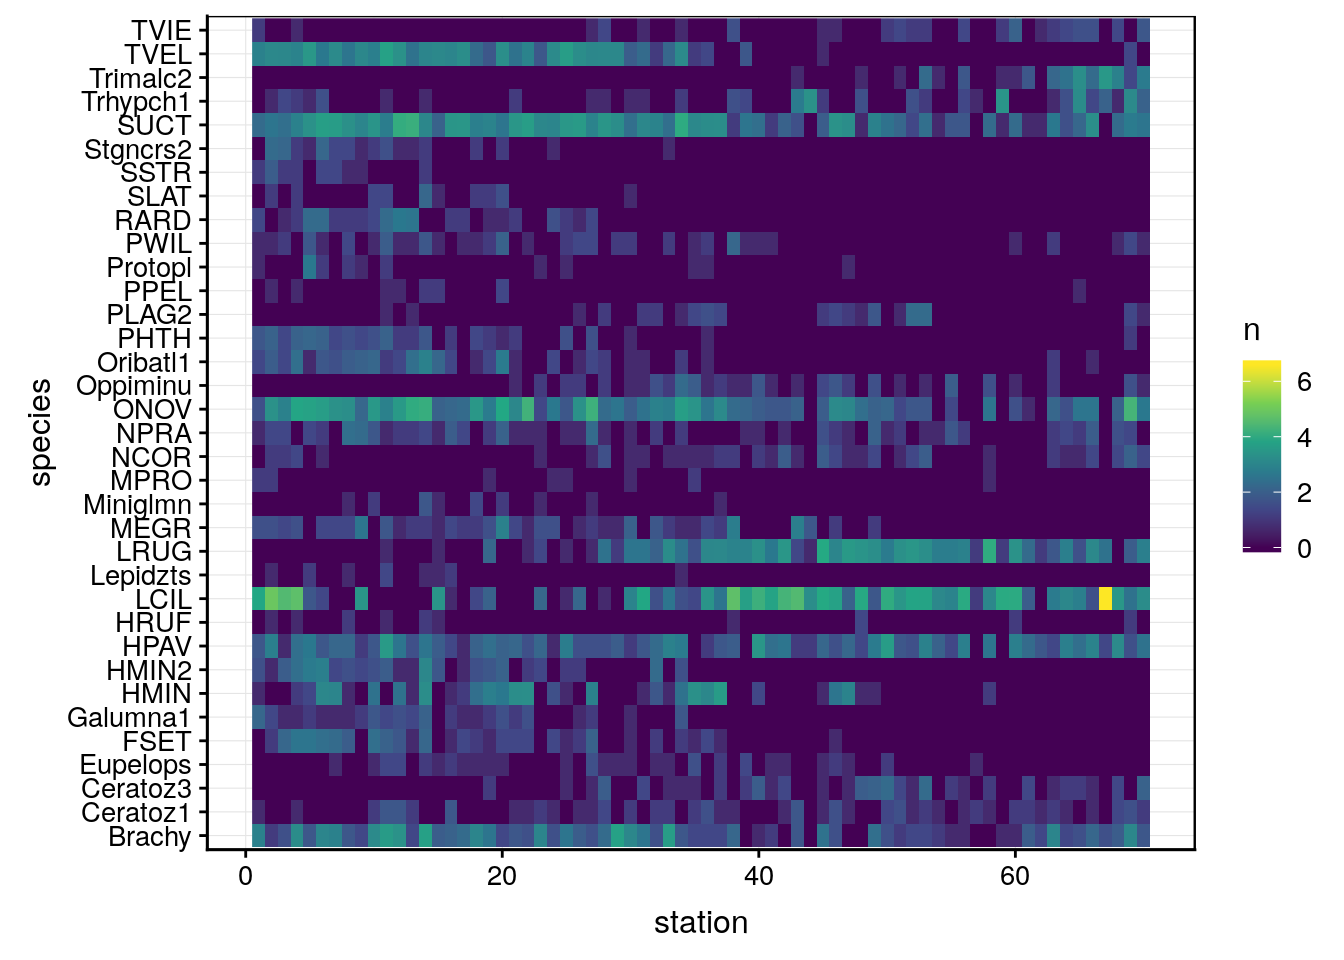 TVIE
TVEL
Trimalc2
Trhypch1
SUCT
Stgncrs2
SSTR
SLAT
RARD
PWIL
Protopl
PPEL
PLAG2
PHTH
Oribatl1
Oppiminu
ONOV
NPRA
NCOR
MPRO
Miniglmn
MEGR
LRUG
Lepidzts
LCIL
HRUF
HPAV
HMIN2
HMIN
Galumna1
FSET
Eupelops
Ceratoz3
Ceratoz1
Brachy
species
0 20 40 60
station
n
6
4
2
0